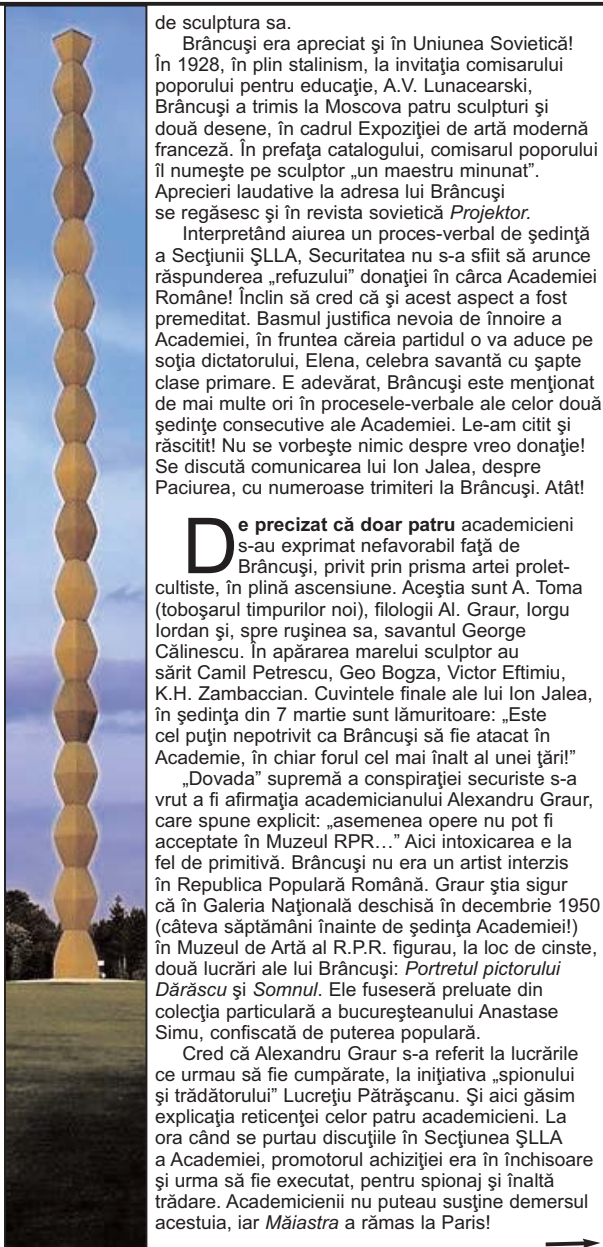 de sculptura sa.
Brâncuşi era apreciat şi în Uniunea Sovietică!
În 1928, în plin stalinism, la invitaţia comisarului
poporului pentru educaţie, A.V. Lunacearski,
Brâncuşi a trimis la Moscova patru sculpturi şi
două desene, în cadrul Expoziţiei de artă modernă
franceză. În prefaţa catalogului, comisarul poporului
îl numeşte pe sculptor „un maestru minunat”.
Aprecieri laudative la adresa lui Brâncuşi
se regăsesc şi în revista sovietică Projektor.
Interpretând aiurea un proces-verbal de şedinţă
a Secţiunii ŞLLA, Securitatea nu s-a sfiit să arunce
răspunderea „refuzului” donaţiei în cârca Academiei
Române! Înclin să cred că şi acest aspect a fost
premeditat. Basmul justifica nevoia de înnoire a
Academiei, în fruntea căreia partidul o va aduce pe
soţia dictatorului, Elena, celebra savantă cu şapte
clase primare. E adevărat, Brâncuşi este menţionat
de mai multe ori în procesele-verbale ale celor două
şedinţe consecutive ale Academiei. Le-am citit şi
răscitit! Nu se vorbeşte nimic despre vreo donaţie!
Se discută comunicarea lui Ion Jalea, despre
Paciurea, cu numeroase trimiteri la Brâncuşi. Atât!
De precizat că doar patru academicieni
s-au exprimat nefavorabil faţă de
Brâncuşi, privit prin prisma artei prolet-
cultiste, în plină ascensiune. Aceştia sunt A. Toma
(toboşarul timpurilor noi), filologii Al. Graur, Iorgu
Iordan şi, spre ruşinea sa, savantul George
Călinescu. În apărarea marelui sculptor au
sărit Camil Petrescu, Geo Bogza, Victor Eftimiu,
K.H. Zambaccian. Cuvintele finale ale lui Ion Jalea,
în şedinţa din 7 martie sunt lămuritoare: „Este
cel puţin nepotrivit ca Brâncuşi să fie atacat în
Academie, în chiar forul cel mai înalt al unei ţări!”
„Dovada” supremă a conspiraţiei securiste s-a
vrut a fi afirmaţia academicianului Alexandru Graur,
care spune explicit: „asemenea opere nu pot fi
acceptate în Muzeul RPR…” Aici intoxicarea e la
fel de primitivă. Brâncuşi nu era un artist interzis
în Republica Populară Română. Graur ştia sigur
că în Galeria Naţională deschisă în decembrie 1950
(câteva săptămâni înainte de şedinţa Academiei!)
în Muzeul de Artă al R.P.R. figurau, la loc de cinste,
două lucrări ale lui Brâncuşi: Portretul pictorului
Dărăscu şi Somnul. Ele fuseseră preluate din
colecţia particulară a bucureşteanului Anastase
Simu, confiscată de puterea populară.
Cred că Alexandru Graur s-a referit la lucrările
ce urmau să fie cumpărate, la iniţiativa „spionului
şi trădătorului” Lucreţiu Pătrăşcanu. Şi aici găsim
explicaţia reticenţei celor patru academicieni. La
ora când se purtau discuţiile în Secţiunea ŞLLA
a Academiei, promotorul achiziţiei era în închisoare
şi urma să fie executat, pentru spionaj şi înaltă
trădare. Academicienii nu puteau susţine demersul
acestuia, iar Măiastra a rămas la Paris!